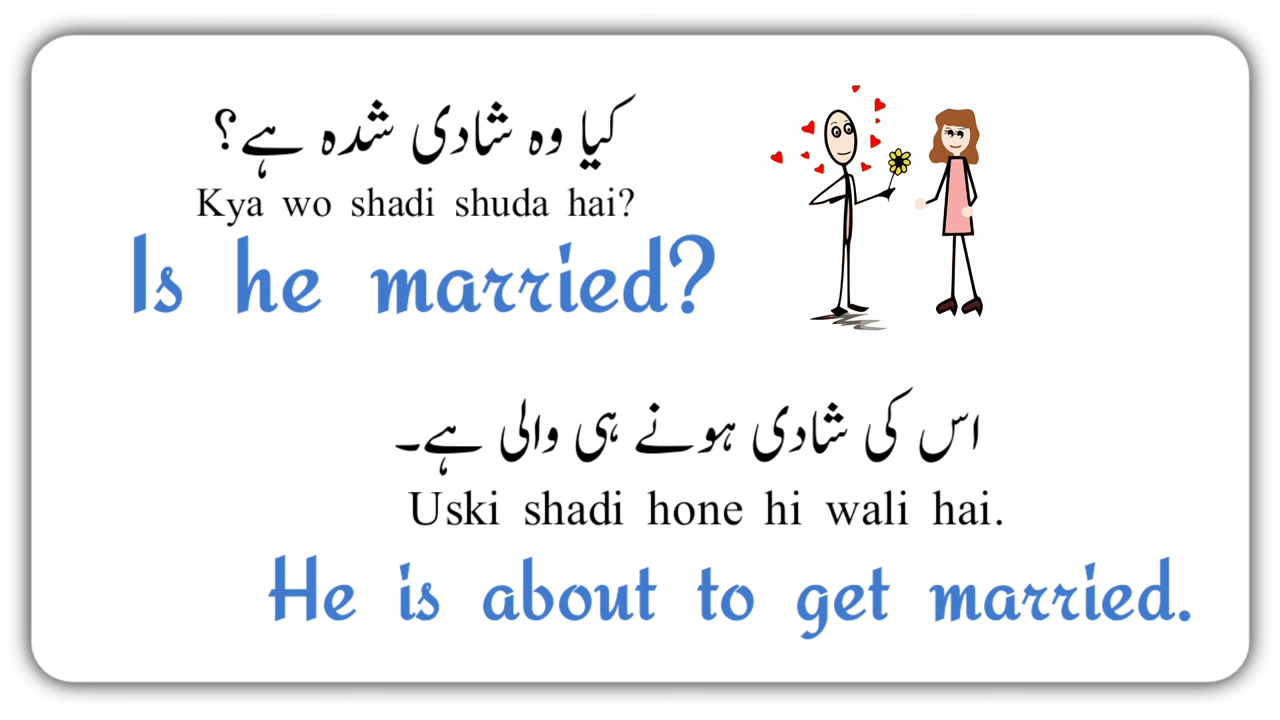 کیا وہ شادی شدہ ہے؟
Kya wo shadi shuda hai?
Is he married?
اس کی شادی ہونے ہی والی ہے۔
Uski shadi hone hi wali hai.
He is about to get married.